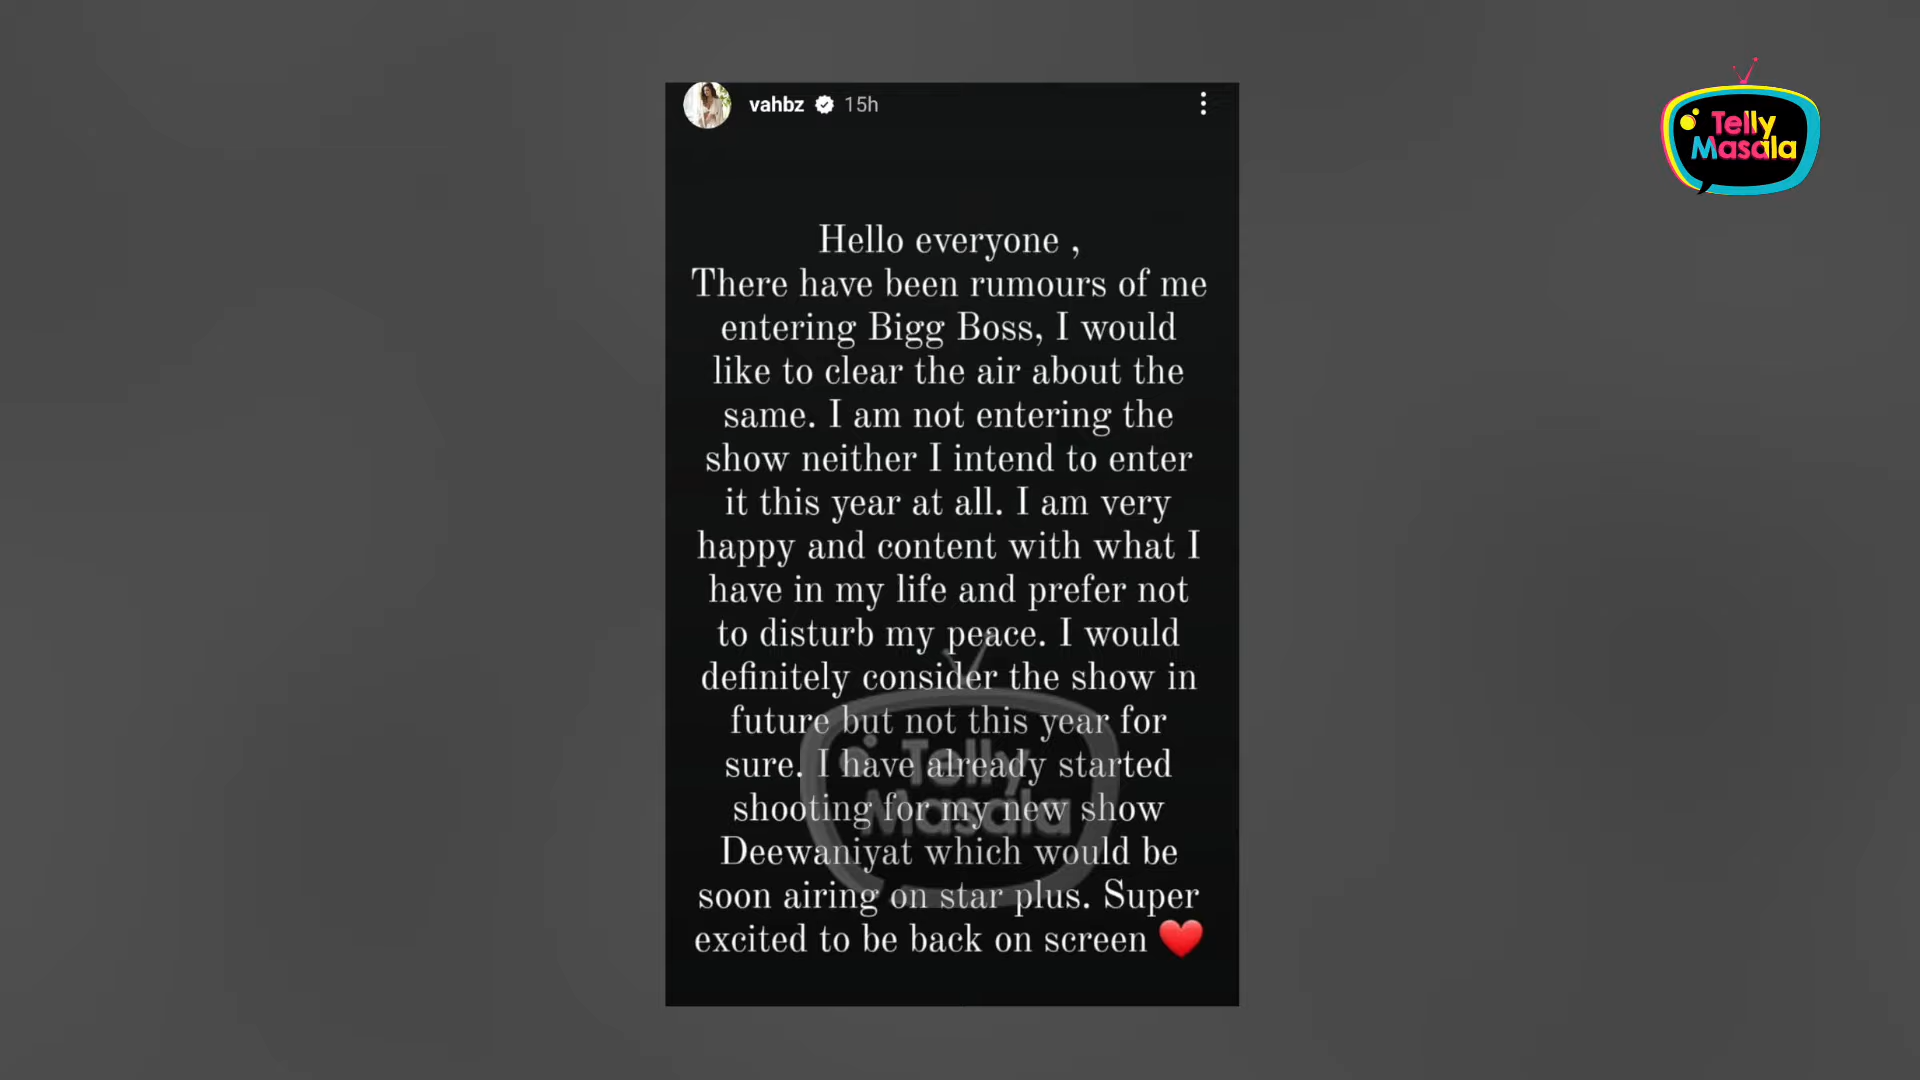 vahbz 15h
Telly
Masala
Hello everyone ,
There have been rumours of me
entering Bigg Boss, I would
like to clear the air about the
same. I am not entering the
show neither I intend to enter
it this year at all. I am very
happy and content with what I
have in my life and prefer not
to disturb my peace. I would
definitely consider the show in
future but not this year for
sure. I have already started
shooting for my new show
Deewaniyat which would be
soon airing on star plus. Super
excited to be back on screen ❤️
Telly
Masala